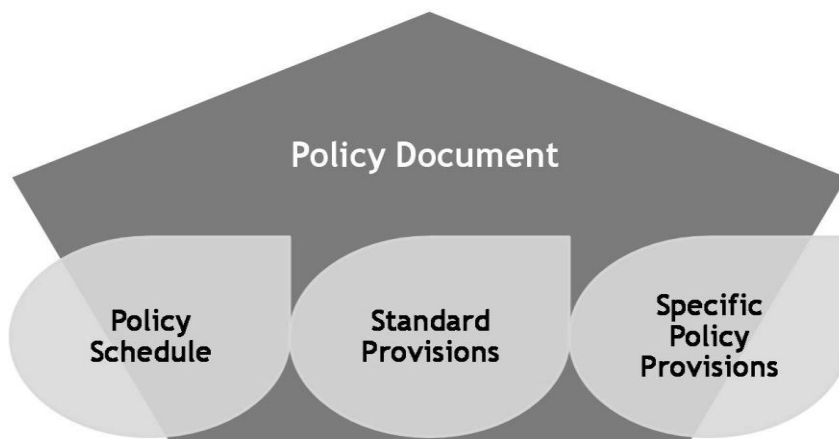 Policy Document
Policy
Schedule
Standard
Provisions
Specific
Policy
Provisions